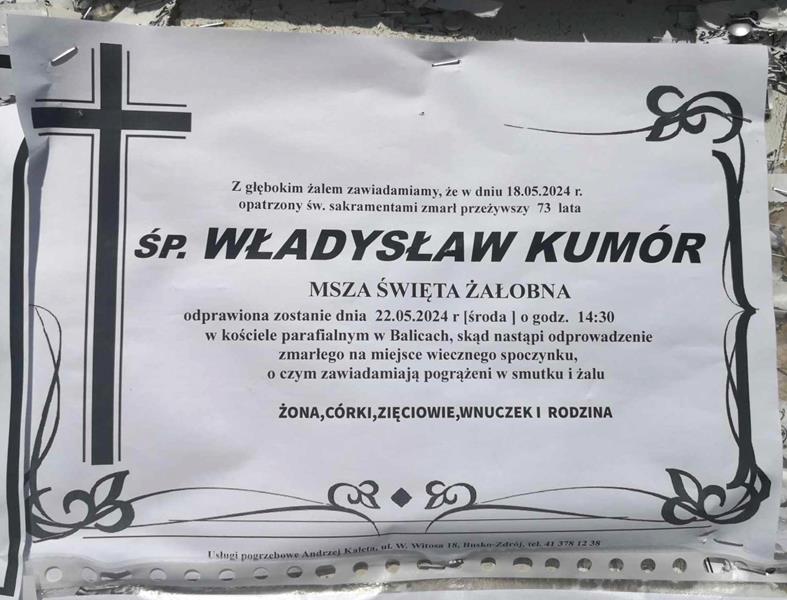 Z głębokim żalem zawiadamiamy, że w dniu 18.05.2024 r.
opatrzony św. sakramentami zmarł przeżywszy 73 lata
ŚP. WŁADYSŁAW KUMÓR
MSZA ŚWIĘTA ŻAŁOBNA
odprawiona zostanie dnia 22.05.2024 r [środa ] o godz. 14:30
w kościele parafialnym w Balicach, skąd nastąpi odprowadzenie
zmarłego na miejsce wiecznego spoczynku,
o czym zawiadamiają pogrążeni w smutku i żalu
ŻONA,CÓRKI,ZIĘCIOWIE,WNUCZEK I RODZINA
Usługi pogrzebowe Andrzej Kaleta, ul. W. Witosa 18, Busko-Zdrój, tel. 41 378 12 38